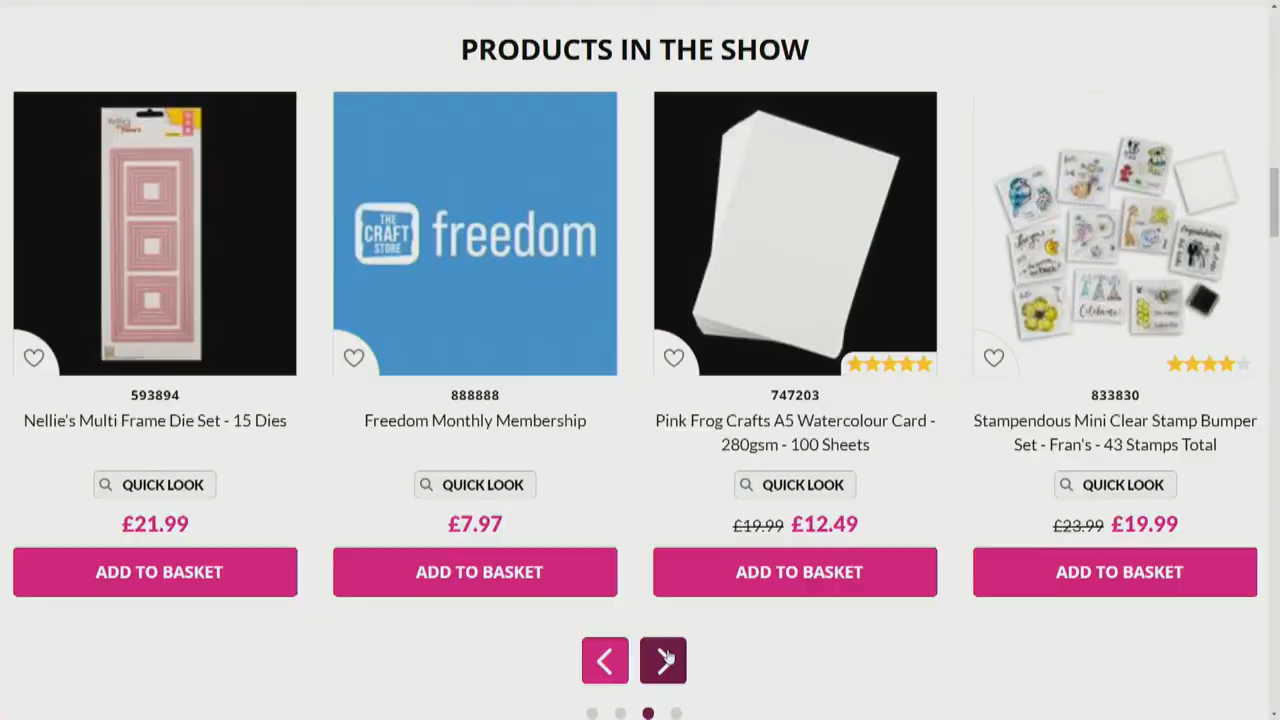 PRODUCTS IN THE SHOW
THE
CRAFT
STORE
freedom
593894
888888
747203
833830
Nellie's Multi Frame Die Set - 15 Dies
Freedom Monthly Membership
Pink Frog Crafts A5 Watercolour Card -
280gsm - 100 Sheets
Stampendous Mini Clear Stamp Bumper
Set - Fran's - 43 Stamps Total
QUICK LOOK
QUICK LOOK
QUICK LOOK
QUICK LOOK
£21.99
£7.97
£19.99 £12.49
£23.99 £19.99
ADD TO BASKET
ADD TO BASKET
ADD TO BASKET
ADD TO BASKET